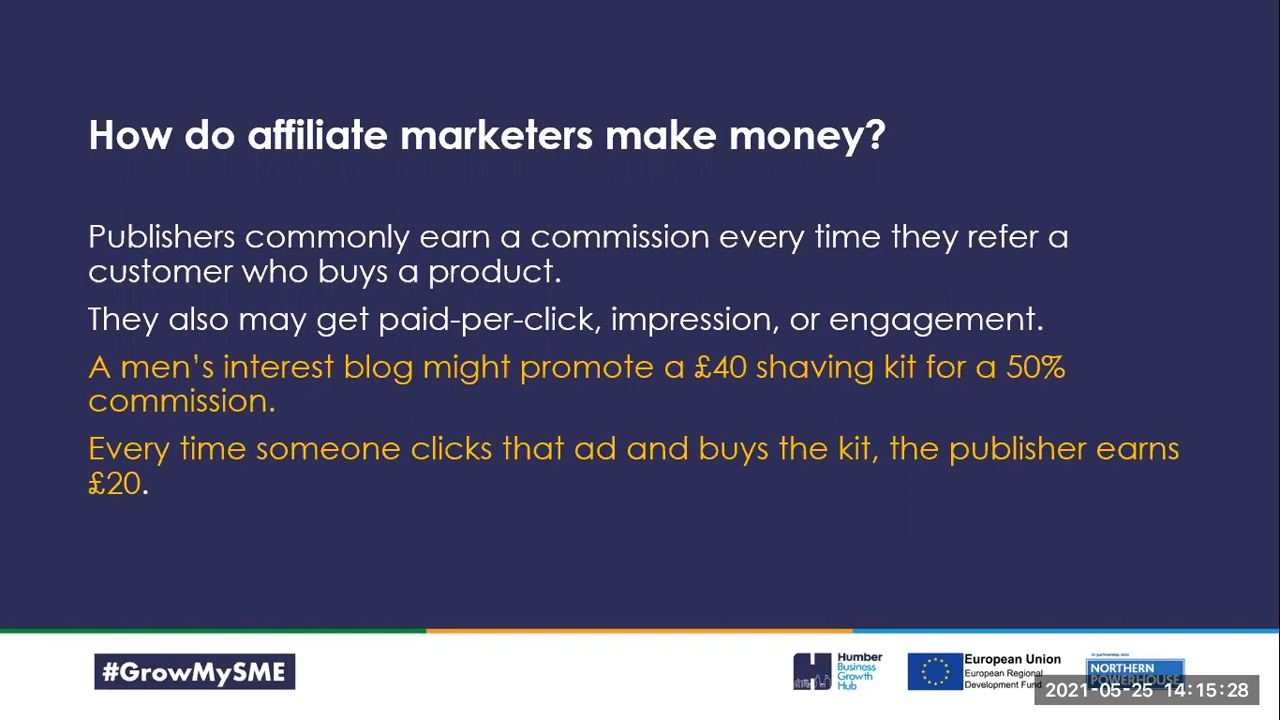 How do affiliate marketers make money?
Publishers commonly earn a commission every time they refer a
customer who buys a product.
They also may get paid-per-click, impression, or engagement.
A men’s interest blog might promote a £40 shaving kit for a 50%
commission.
Every time someone clicks that ad and buys the kit, the publisher earns
£20.
#GrowMySME
Humber
Business
Growth
Hub
European Union
European Regional
Development Fund
in partnership with
NORTHERN
POWERHOUSE
2021-05-25 14:15:28